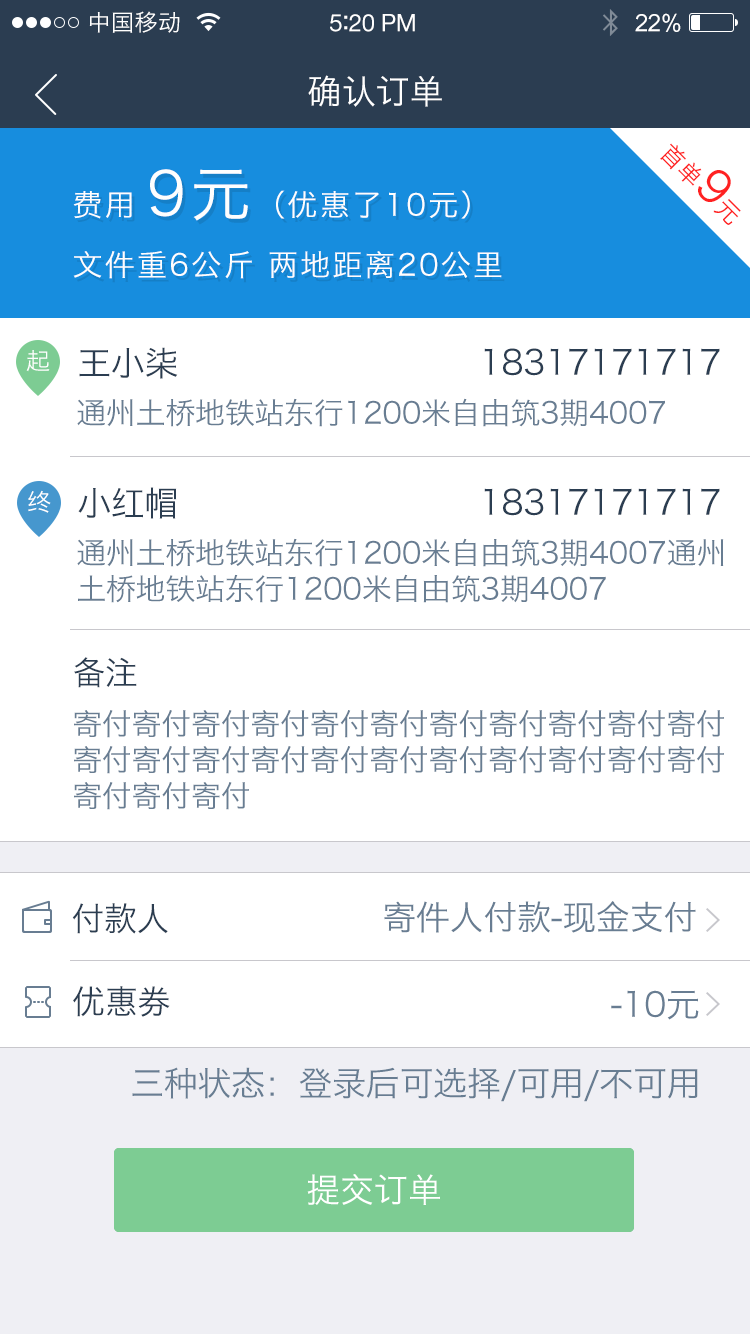 中国移动 5:20 PM 22%
确认订单
首单9元
费用 9元（优惠了10元）
文件重6公斤 两地距离20公里
起 王小柒 18317171717
通州土桥地铁站东行1200米自由筑3期4007
终 小红帽 18317171717
通州土桥地铁站东行1200米自由筑3期4007通州
土桥地铁站东行1200米自由筑3期4007
备注
寄付寄付寄付寄付寄付寄付寄付寄付寄付寄付寄付
寄付寄付寄付寄付寄付寄付寄付寄付寄付寄付寄付
寄付寄付寄付
付款人 寄件人付款-现金支付
优惠券 -10元
三种状态：登录后可选择/可用/不可用
提交订单